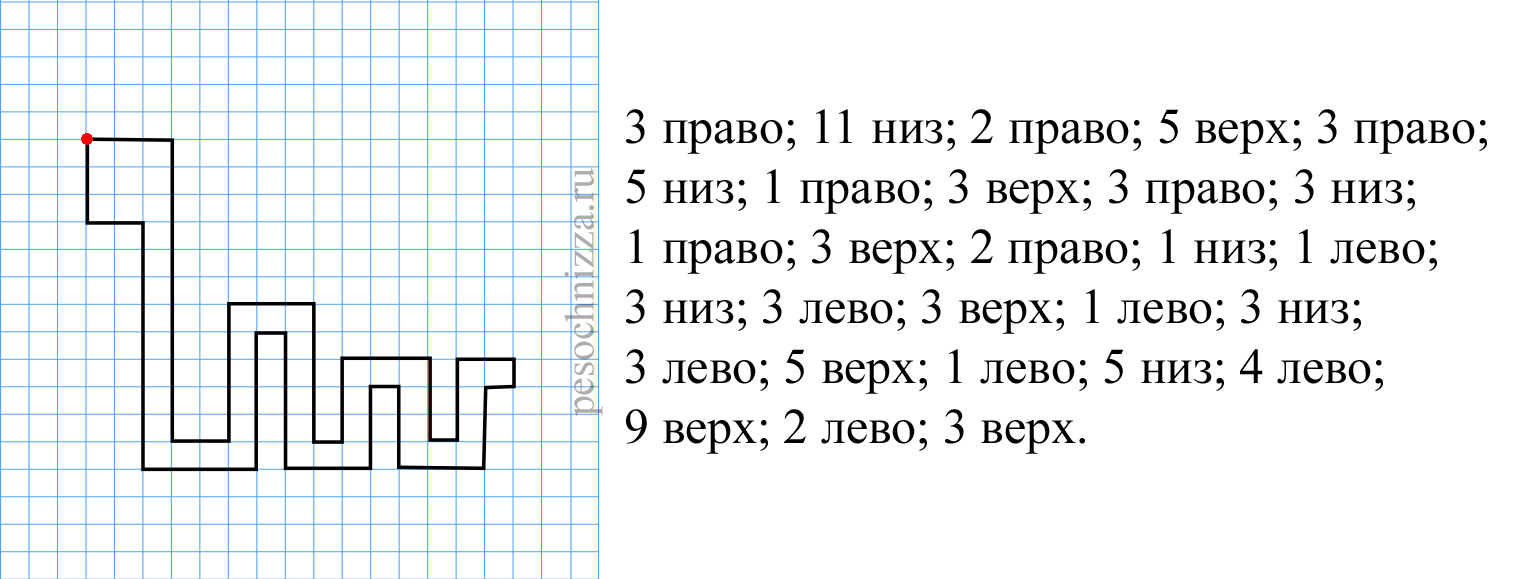 3 право; 11 низ; 2 право; 5 верх; 3 право;
5 низ; 1 право; 3 верх; 3 право; 3 низ;
1 право; 3 верх; 2 право; 1 низ; 1 лево;
3 низ; 3 лево; 3 верх; 1 лево; 3 низ;
3 лево; 5 верх; 1 лево; 5 низ; 4 лево;
9 верх; 2 лево; 3 верх.
pesochnizza.ru